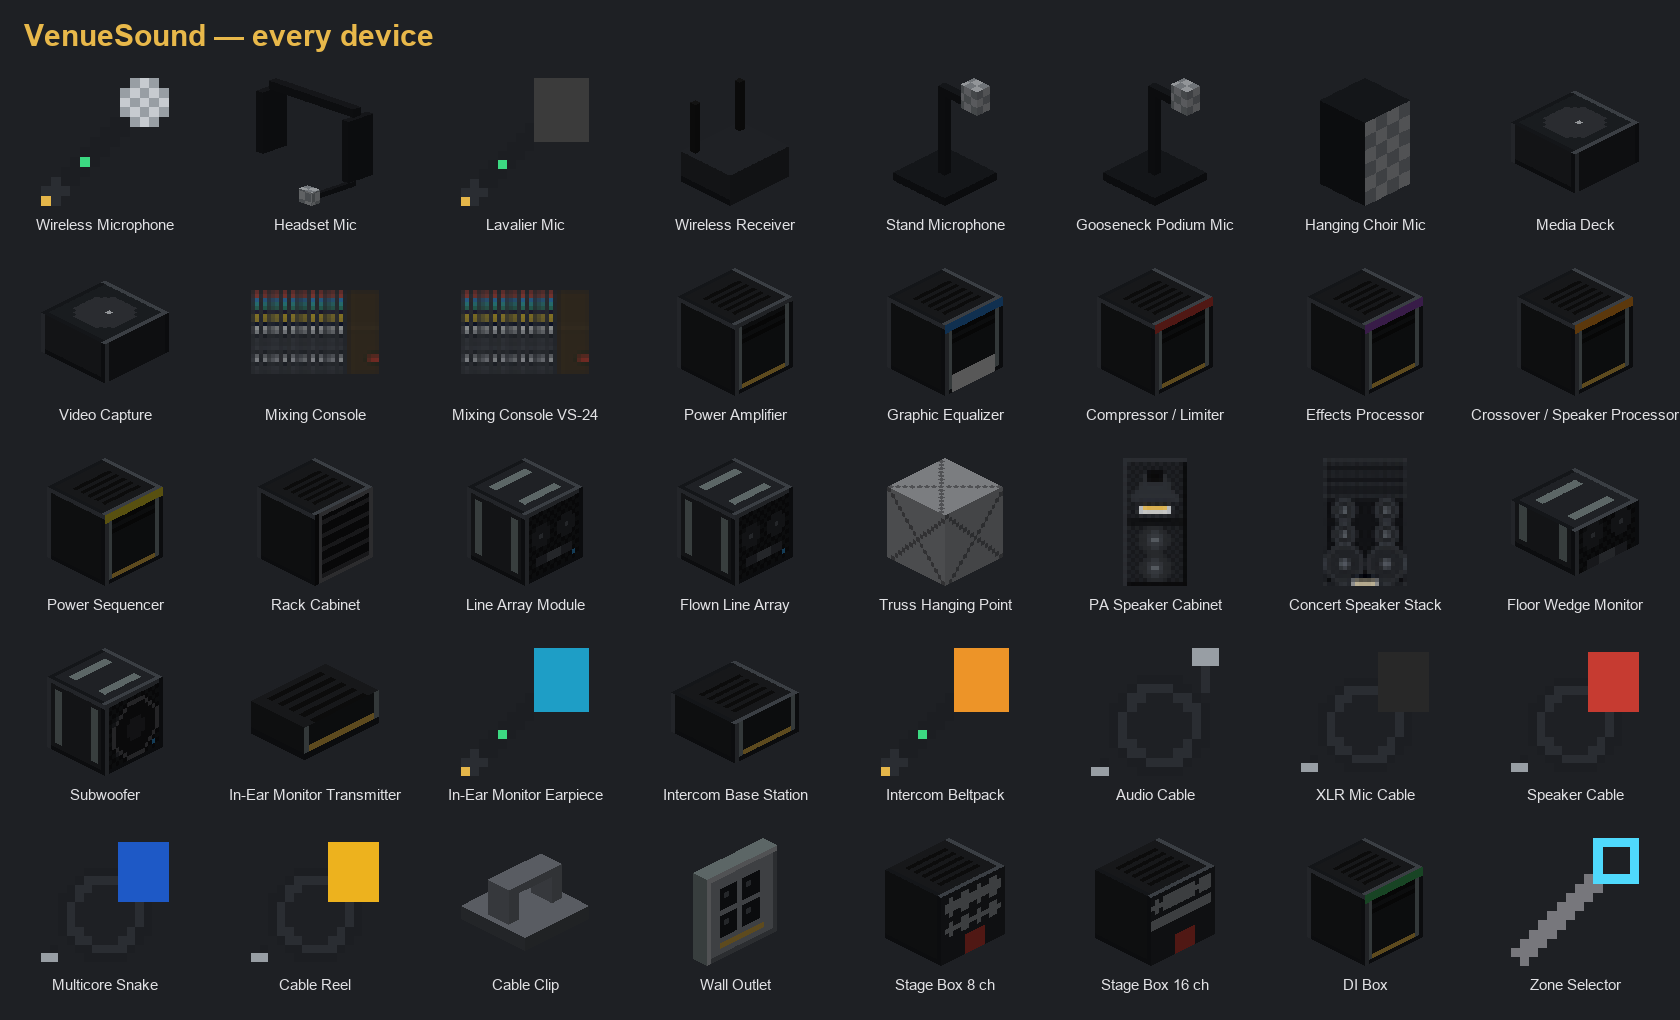 VenueSound — every device
Wireless Microphone
Headset Mic
Lavalier Mic
Wireless Receiver
Stand Microphone
Gooseneck Podium Mic
Hanging Choir Mic
Media Deck
Video Capture
Mixing Console
Mixing Console VS-24
Power Amplifier
Graphic Equalizer
Compressor / Limiter
Effects Processor
Crossover / Speaker Processor
Power Sequencer
Rack Cabinet
Line Array Module
Flown Line Array
Truss Hanging Point
PA Speaker Cabinet
Concert Speaker Stack
Floor Wedge Monitor
Subwoofer
In-Ear Monitor Transmitter
In-Ear Monitor Earpiece
Intercom Base Station
Intercom Beltpack
Audio Cable
XLR Mic Cable
Speaker Cable
Multicore Snake
Cable Reel
Cable Clip
Wall Outlet
Stage Box 8 ch
Stage Box 16 ch
DI Box
Zone Selector